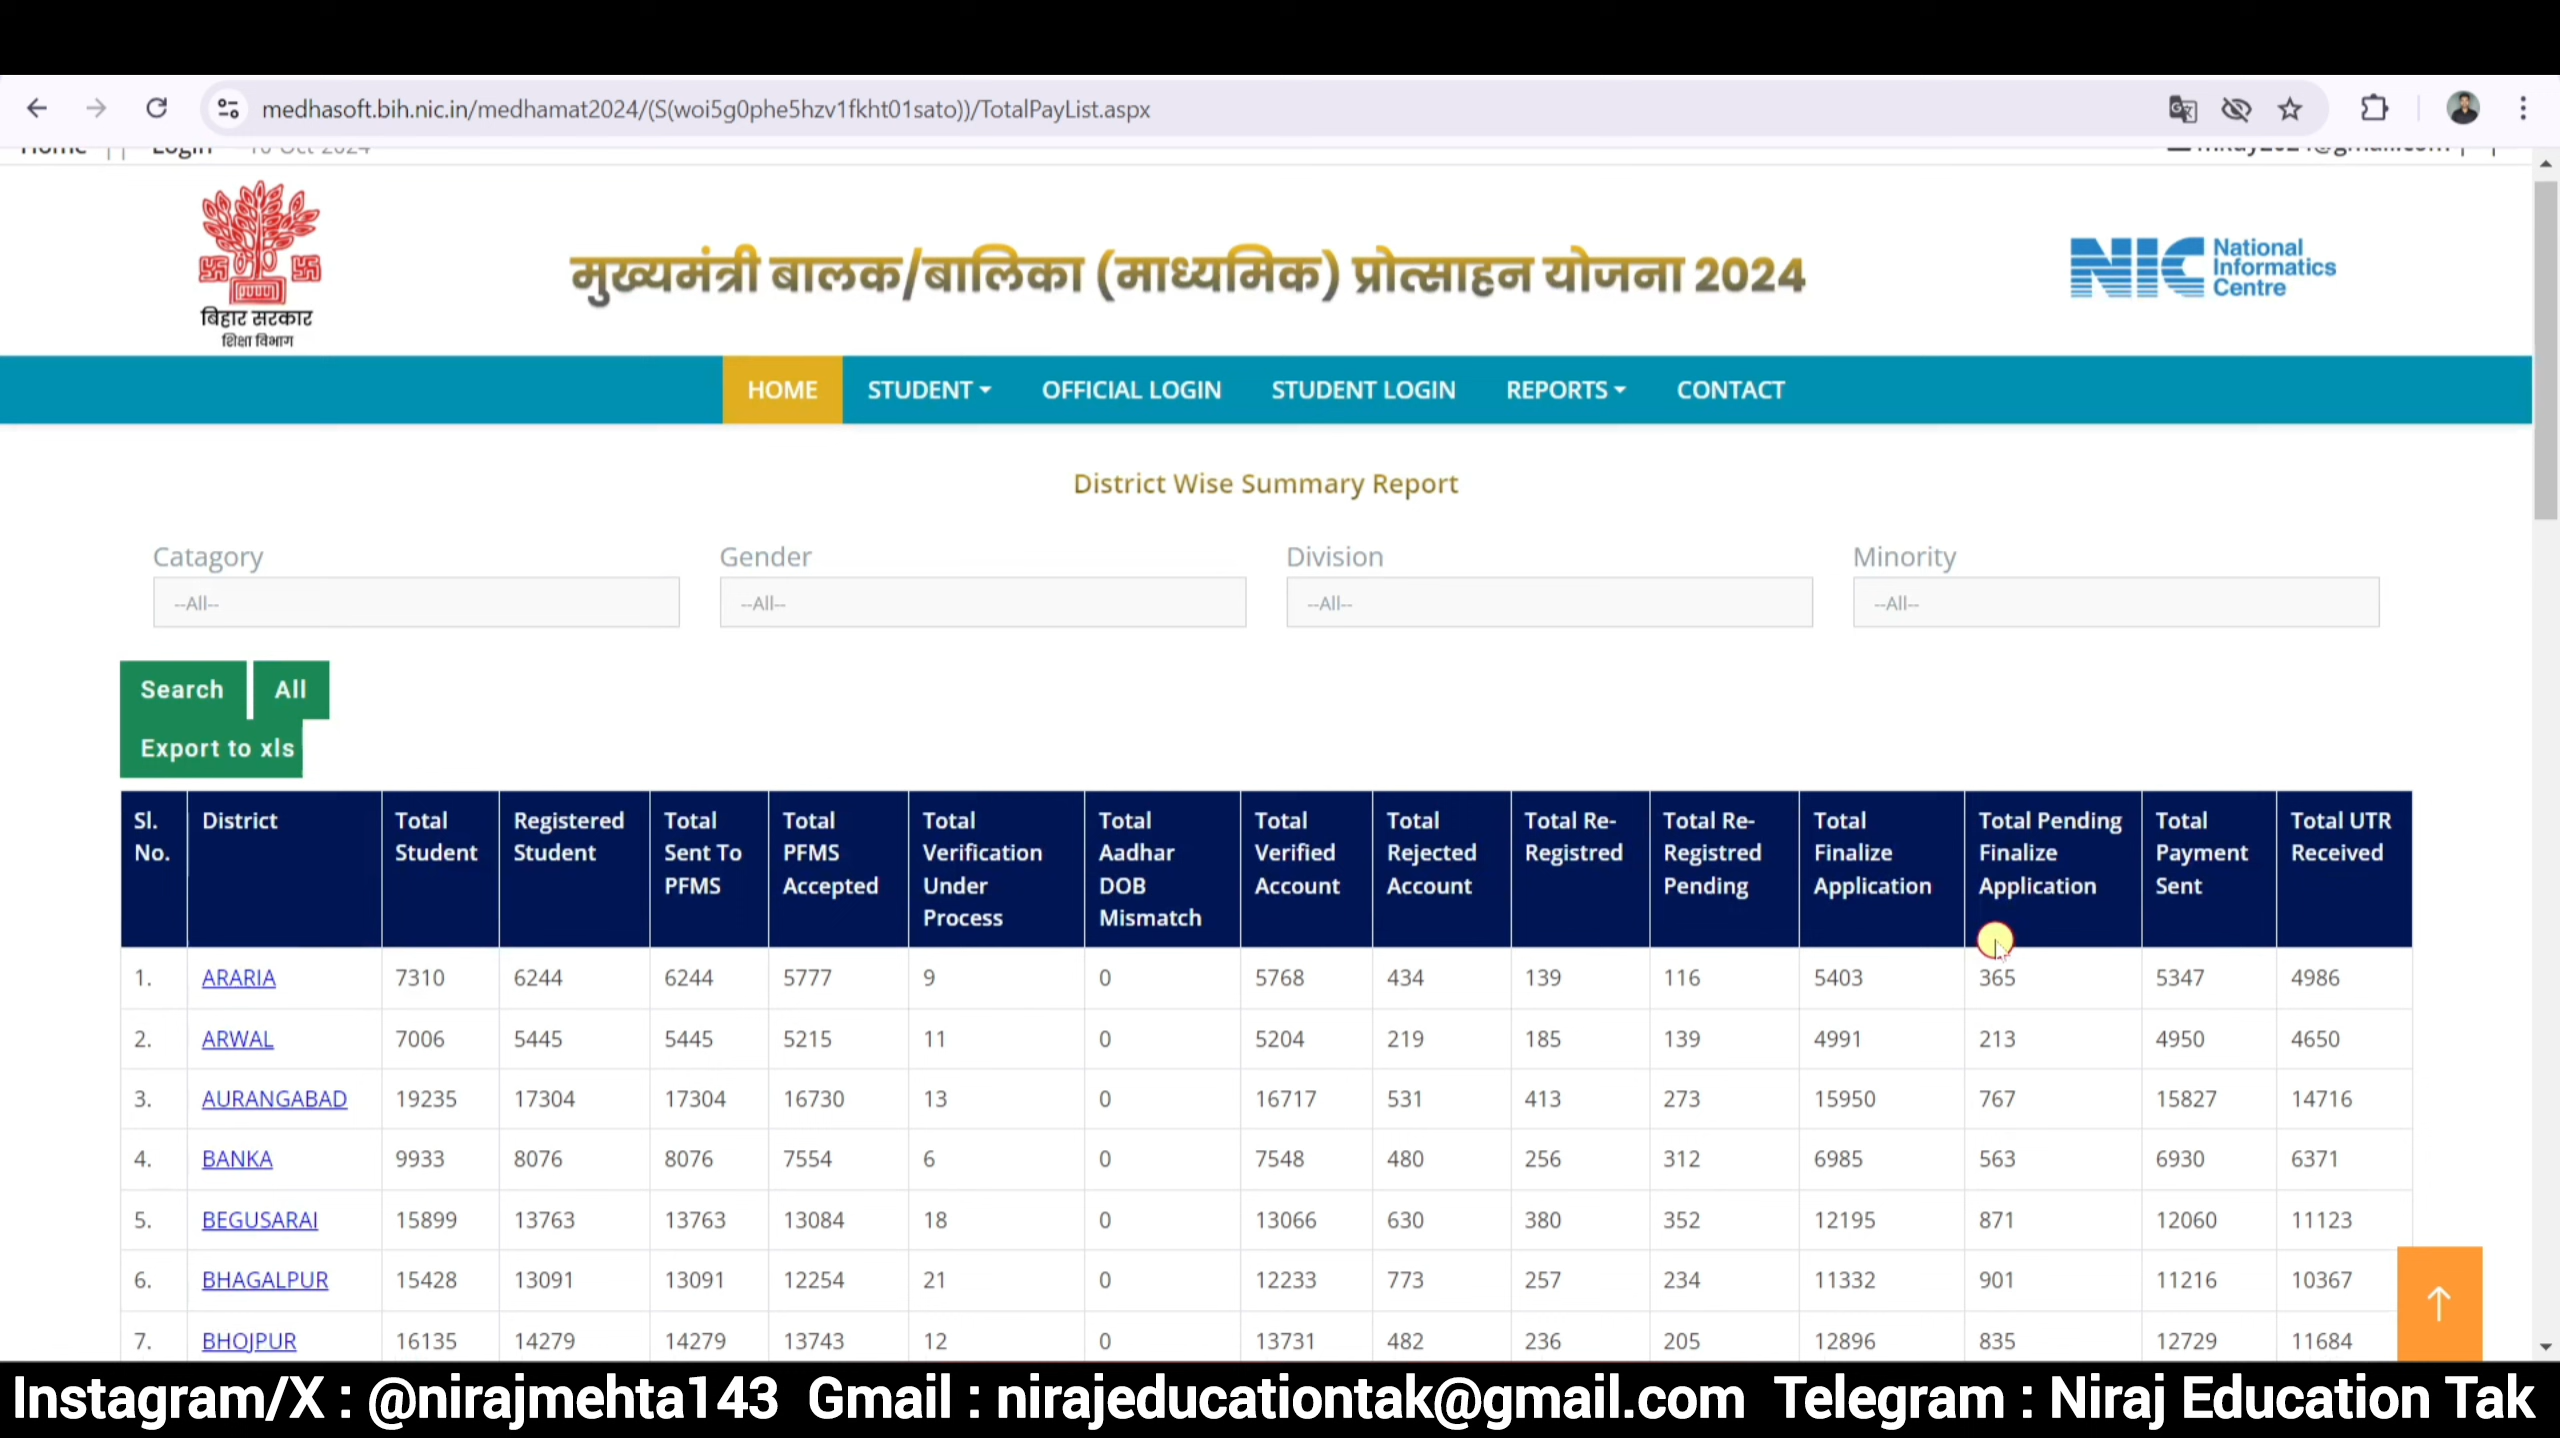 medhasoft.bih.nic.in/medhamat2024/(S(woi5g0phe5hzv1fkht01sato))/TotalPayList.aspx
Home || Login 16 Oct 2024
बिहार सरकार
शिक्षा विभाग
मुख्यमंत्री बालक/बालिका (माध्यमिक) प्रोत्साहन योजना 2024
NIC National Informatics Centre
HOME STUDENT OFFICIAL LOGIN STUDENT LOGIN REPORTS CONTACT
District Wise Summary Report
Catagory Gender Division Minority
--All-- --All-- --All-- --All--
Search All
Export to xls
Sl. No. District Total Student Registered Student Total Sent To PFMS Total PFMS Accepted Total Verification Under Process Total Aadhar DOB Mismatch Total Verified Account Total Rejected Account Total Re-Registred Total Re-Registred Pending Total Finalize Application Total Pending Finalize Application Total Payment Sent Total UTR Received
1. ARARIA 7310 6244 6244 5777 9 0 5768 434 139 116 5403 365 5347 4986
2. ARWAL 7006 5445 5445 5215 11 0 5204 219 185 139 4991 213 4950 4650
3. AURANGABAD 19235 17304 17304 16730 13 0 16717 531 413 273 15950 767 15827 14716
4. BANKA 9933 8076 8076 7554 6 0 7548 480 256 312 6985 563 6930 6371
5. BEGUSARAI 15899 13763 13763 13084 18 0 13066 630 380 352 12195 871 12060 11123
6. BHAGALPUR 15428 13091 13091 12254 21 0 12233 773 257 234 11332 901 11216 10367
7. BHOJPUR 16135 14279 14279 13743 12 0 13731 482 236 205 12896 835 12729 11684
Instagram/X : @nirajmehta143 Gmail : nirajeducationtak@gmail.com Telegram : Niraj Education Tak